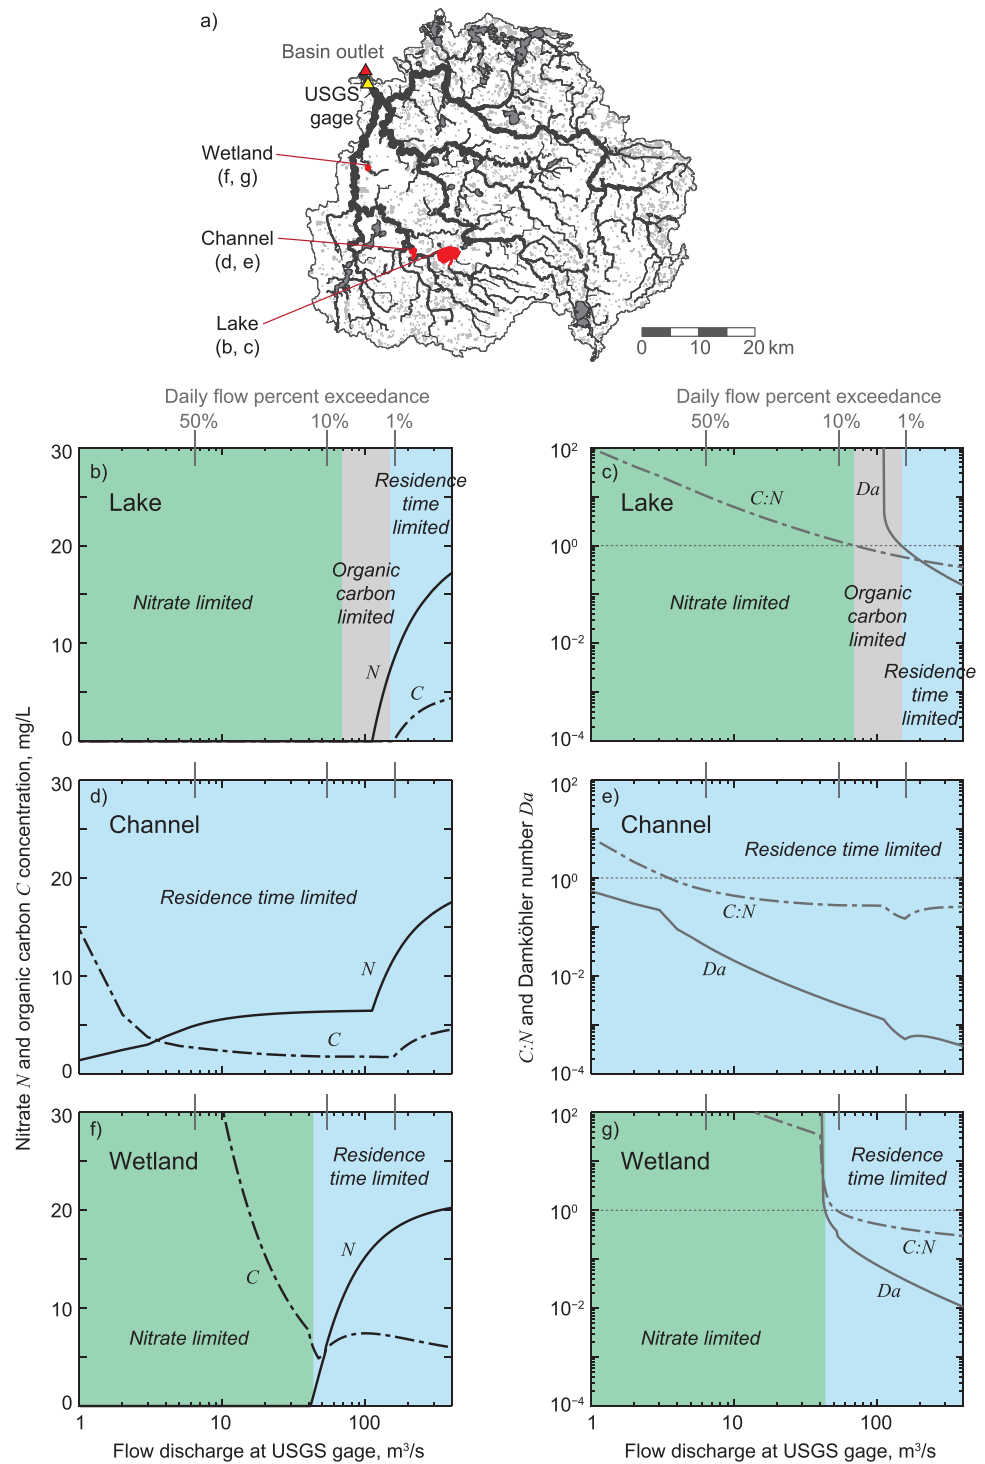 a)
Basin outlet
USGS
gage
Wetland
(f, g)
Channel
(d, e)
Lake
(b, c)
0 10 20 km
Daily flow percent exceedance
50% 10% 1%
Daily flow percent exceedance
50% 10% 1%
Nitrate N and organic carbon C concentration, mg/L
30
20
10
0
b)
Lake
Nitrate limited
Organic
carbon
limited
Residence
time
limited
N
C
C:N and Damköhler number Da
10²
10⁰
10⁻²
10⁻⁴
c)
Lake
C:N
Da
Nitrate limited
Organic
carbon
limited
Residence
time
limited
30
20
10
0
d)
Channel
Residence time limited
N
C
10²
10⁰
10⁻²
10⁻⁴
e)
Channel
Residence time limited
C:N
Da
30
20
10
0
f)
Wetland
Residence
time limited
N
C
Nitrate limited
1 10 100
Flow discharge at USGS gage, m³/s
10²
10⁰
10⁻²
10⁻⁴
g)
Wetland
Residence
time limited
C:N
Da
Nitrate limited
1 10 100
Flow discharge at USGS gage, m³/s